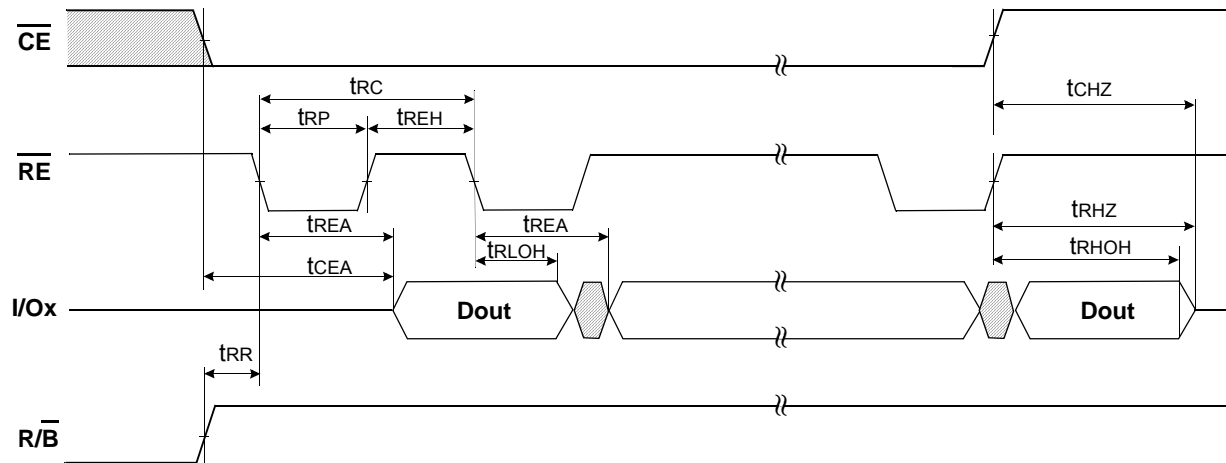 CE
tRC
tCHZ
tRP
tREH
RE
tREA
tREA
tRHZ
tRLOH
tCEA
tRHOH
I/Ox
Dout
Dout
tRR
R/B